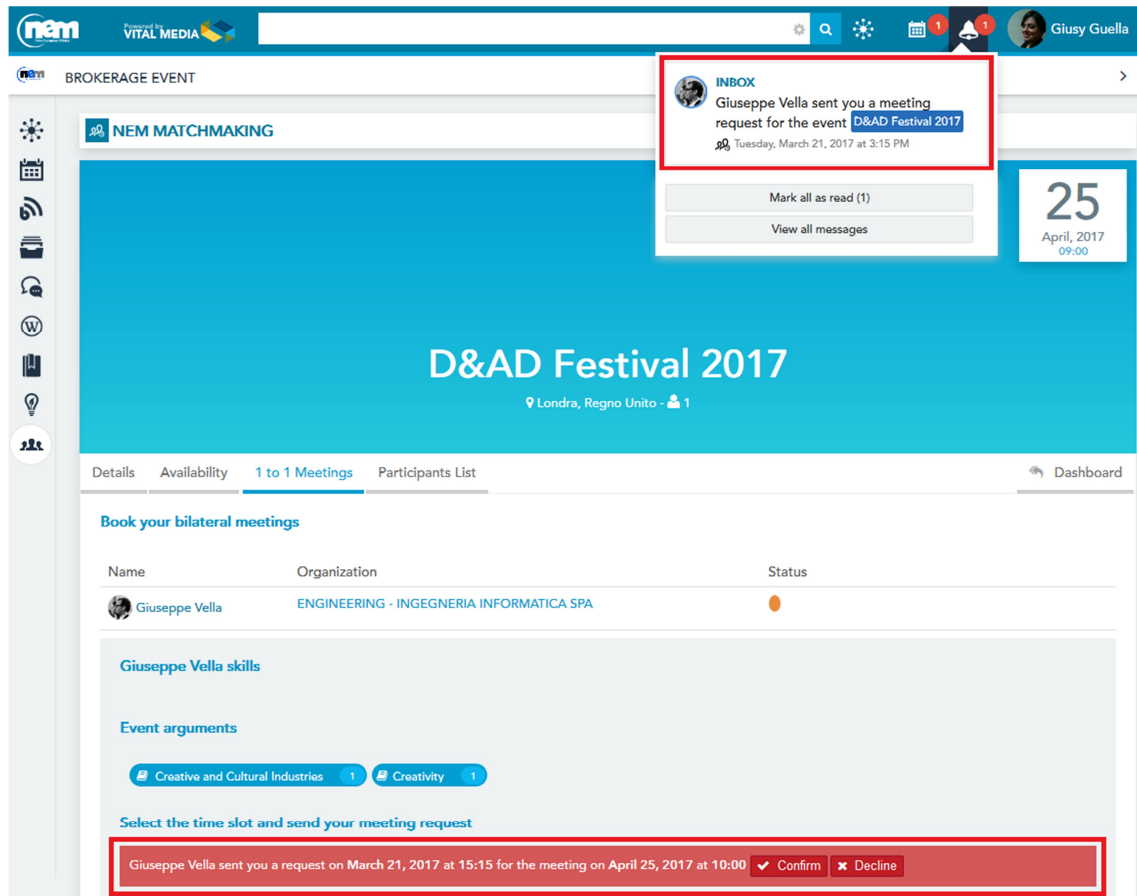 nem
Powered by
VITAL MEDIA
1
1
Giusy Guella
nem
BROKERAGE EVENT
INBOX
Giuseppe Vella sent you a meeting
request for the event D&AD Festival 2017
Tuesday, March 21, 2017 at 3:15 PM
Mark all as read (1)
View all messages
NEM MATCHMAKING
25
April, 2017
09:00
D&AD Festival 2017
Londra, Regno Unito - 1
Details Availability 1 to 1 Meetings Participants List Dashboard
Book your bilateral meetings
Name Organization Status
Giuseppe Vella ENGINEERING - INGEGNERIA INFORMATICA SPA
Giuseppe Vella skills
Event arguments
Creative and Cultural Industries 1 Creativity 1
Select the time slot and send your meeting request
Giuseppe Vella sent you a request on March 21, 2017 at 15:15 for the meeting on April 25, 2017 at 10:00 Confirm Decline